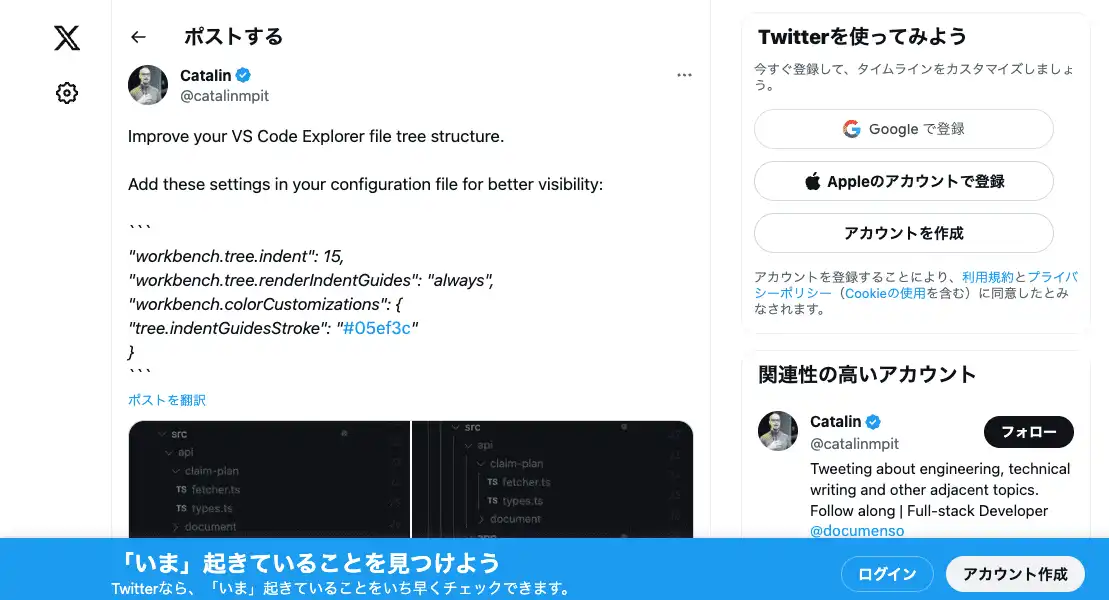 ポストする
Catalin
@catalinmpit
Improve your VS Code Explorer file tree structure.
Add these settings in your configuration file for better visibility:
```
"workbench.tree.indent": 15,
"workbench.tree.renderIndentGuides": "always",
"workbench.colorCustomizations": {
"tree.indentGuidesStroke": "#05ef3c"
}
```
ポストを翻訳
src
api
claim-plan
TS fetcher.ts
TS types.ts
document
src
api
claim-plan
TS fetcher.ts
TS types.ts
document
Twitterを使ってみよう
今すぐ登録して、タイムラインをカスタマイズしましょ
う。
Google で登録
Appleのアカウントで登録
アカウントを作成
アカウントを登録することにより、利用規約とプライバ
シーポリシー（Cookieの使用を含む）に同意したとみ
なされます。
関連性の高いアカウント
Catalin
@catalinmpit
フォロー
Tweeting about engineering, technical
writing and other adjacent topics.
Follow along | Full-stack Developer
@documenso
「いま」起きていることを見つけよう
Twitterなら、「いま」起きていることをいち早くチェックできます。
ログイン
アカウント作成